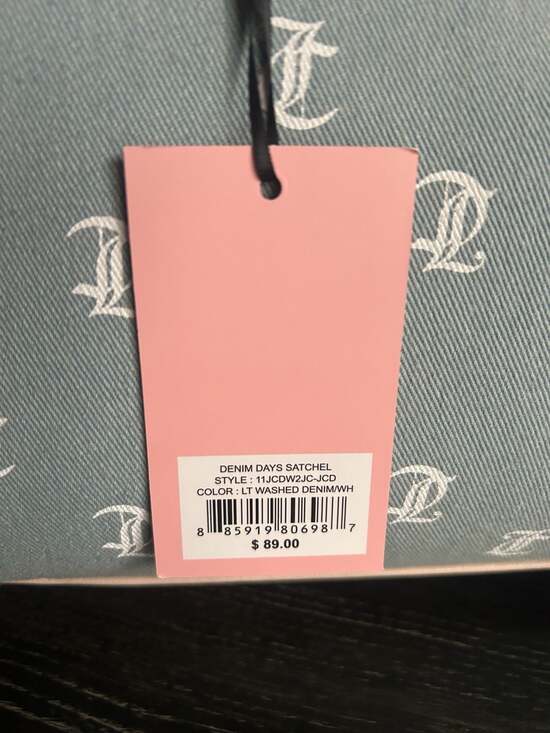 DENIM DAYS SATCHEL
STYLE : 11JCDW2JC-JCD
COLOR : LT WASHED DENIM/WH
8 85919 80698 7
$ 89.00